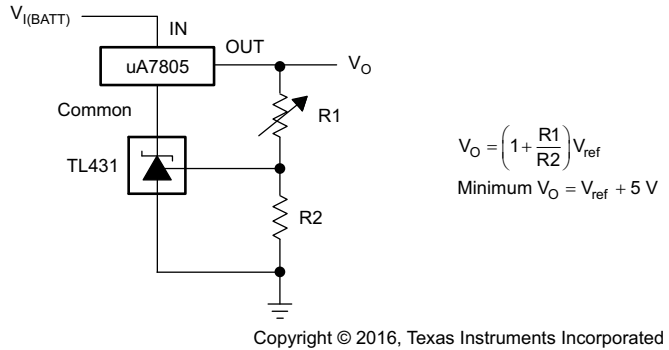 V_I(BATT)
IN
OUT
uA7805
V_O
Common
R1
TL431
R2
V_O = (1 + R1/R2) V_ref
Minimum V_O = V_ref + 5 V
Copyright © 2016, Texas Instruments Incorporated